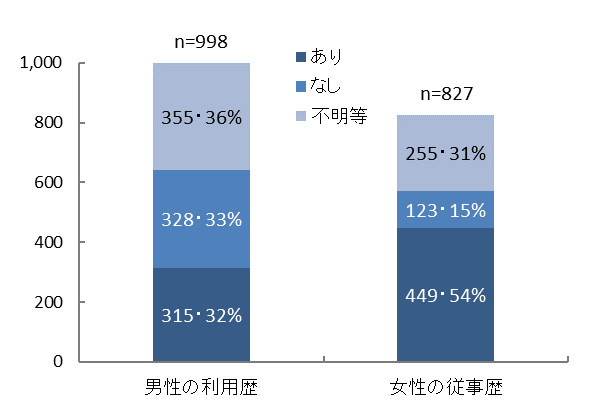 n=998
あり
なし
不明等
n=827
1,000
800
600
400
200
0
355・36%
328・33%
315・32%
255・31%
123・15%
449・54%
男性の利用歴
女性の従事歴